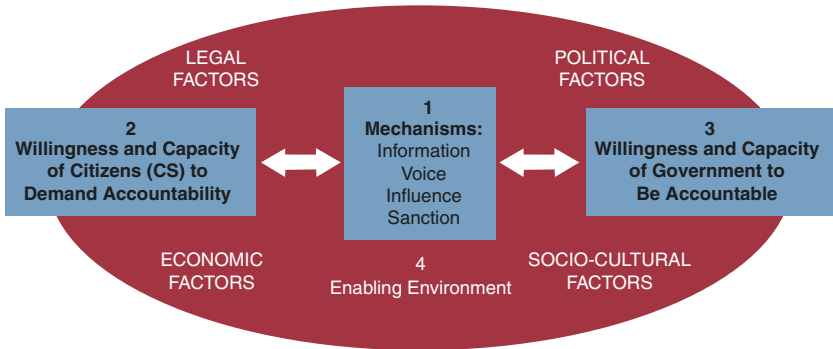 LEGAL
FACTORS
POLITICAL
FACTORS
2
Willingness and Capacity
of Citizens (CS) to
Demand Accountability
1
Mechanisms:
Information
Voice
Influence
Sanction
3
Willingness and Capacity
of Government to
Be Accountable
ECONOMIC
FACTORS
4
Enabling Environment
SOCIO-CULTURAL
FACTORS